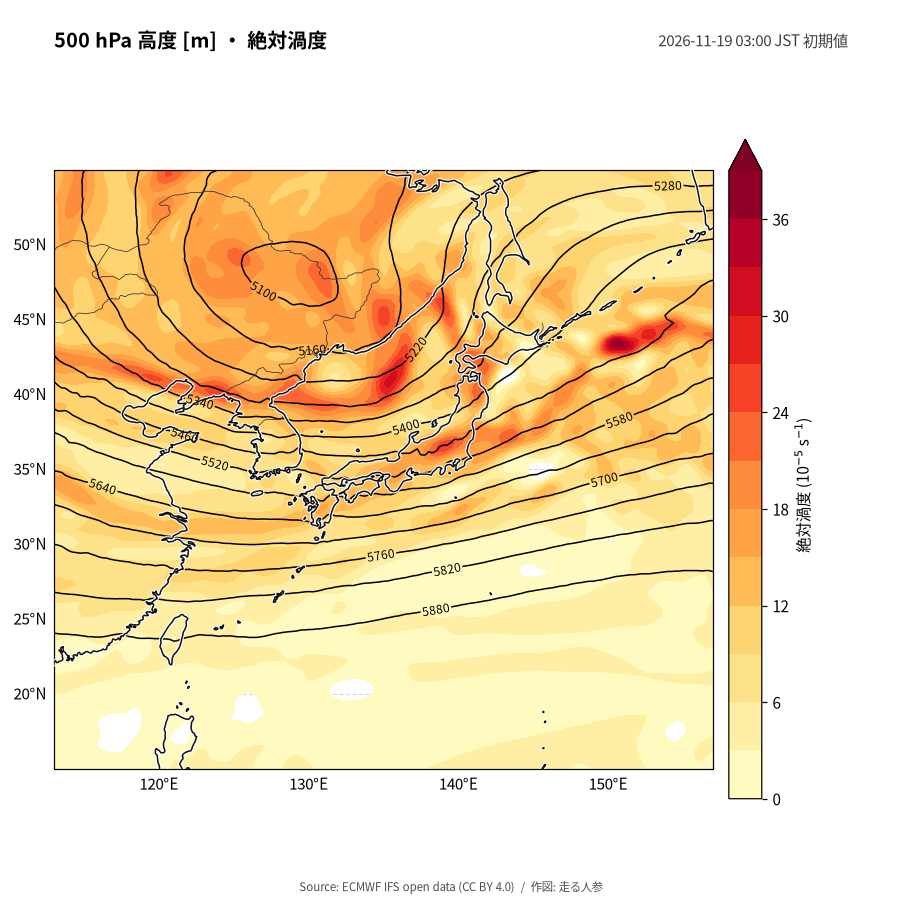 500 hPa 高度 [m] ・ 絶対渦度
2026-11-19 03:00 JST 初期値
5280
50°N
5100
45°N
36
5220
5160
30
40°N
5340
5400
5580
24
5460
35°N
5520
5700
5640
18
絶対渦度 (10⁻⁵ s⁻¹)
30°N
5760
5820
12
25°N
5880
20°N
6
0
120°E
130°E
140°E
150°E
Source: ECMWF IFS open data (CC BY 4.0) / 作図: 走る人参